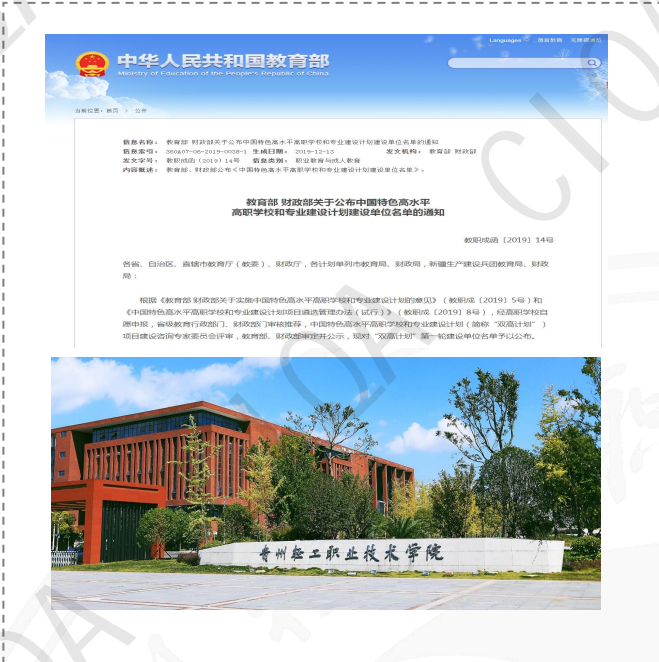 Languages
中华人民共和国教育部
Ministry of Education of the People's Republic of China
当前位置：首页 > 公开
信息名称： 教育部 财政部关于公布中国特色高水平高职学校和专业建设计划建设单位名单的通知
信息索引： 360A07-06-2019-0038-1 生成日期： 2019-12-13 发文机构： 教育部 财政部
发文字号： 教职成函〔2019〕14号 信息类别： 职业教育与成人教育
内容概述： 教育部、财政部公布《中国特色高水平高职学校和专业建设计划建设单位名单》。
教育部 财政部关于公布中国特色高水平
高职学校和专业建设计划建设单位名单的通知
教职成函〔2019〕14号
各省、自治区、直辖市教育厅（教委）、财政厅，各计划单列市教育局、财政局，新疆生产建设兵团教育局、财政
局：
根据《教育部 财政部关于实施中国特色高水平高职学校和专业建设计划的意见》（教职成〔2019〕5号）和
《中国特色高水平高职学校和专业建设计划项目遴选管理办法（试行）》（教职成〔2019〕8号），经高职学校自
愿申报，省级教育行政部门、财政部门审核推荐，中国特色高水平高职学校和专业建设计划（简称“双高计划”）
项目建设咨询专家委员会评审，教育部、财政部审定并公示，现对“双高计划”第一轮建设单位名单予以公布。
贵州轻工职业技术学院